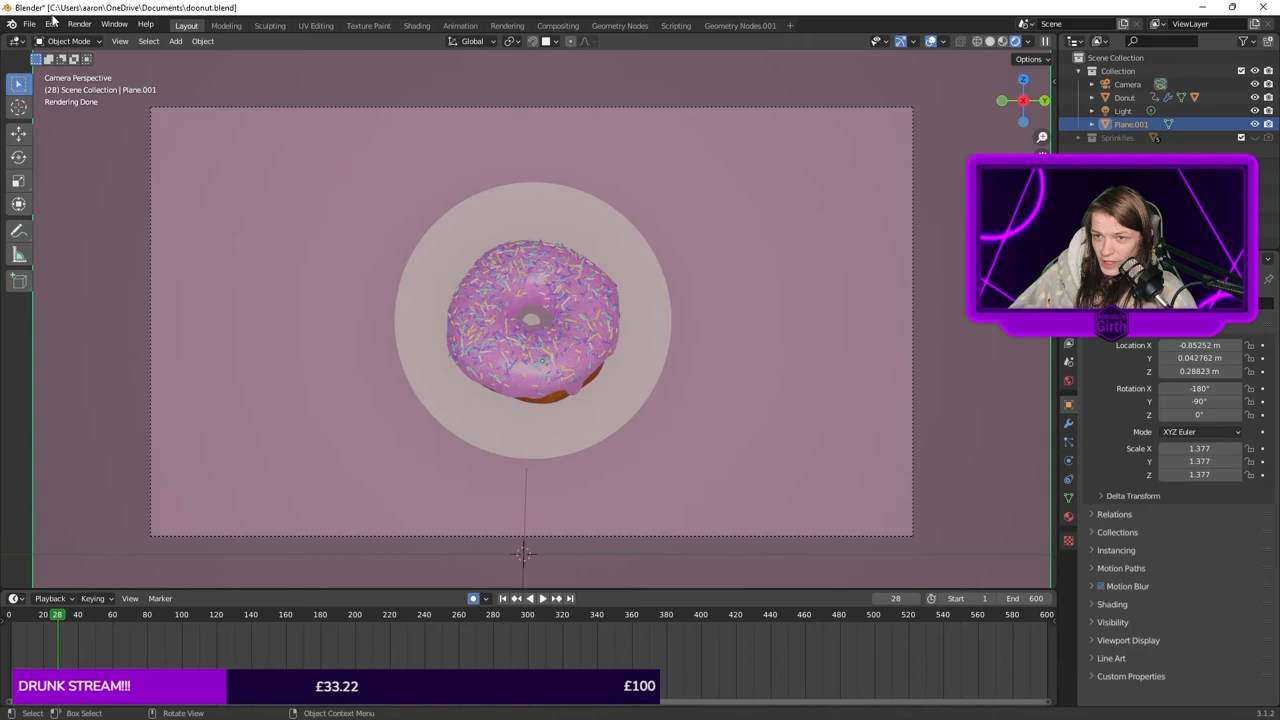 Blender* [C:\Users\aaron\OneDrive\Documents\doonut.blend]
File Edit Render Window Help Layout Modeling Sculpting UV Editing Texture Paint Shading Animation Rendering Compositing Geometry Nodes Scripting Geometry Nodes.001 + Scene ViewLayer
Object Mode View Select Add Object Global
Options
Camera Perspective
(28) Scene Collection | Plane.001
Rendering Done
Z
X
Y
Scene Collection
Collection
Camera
Donut
Light
Plane.001
Sprinklies
5
Girth
Location X -0.85252 m
Y 0.042762 m
Z 0.28823 m
Rotation X -180°
Y -90°
Z 0°
Mode XYZ Euler
Scale X 1.377
Y 1.377
Z 1.377
Delta Transform
Relations
Collections
Instancing
Motion Paths
Motion Blur
Shading
Visibility
Viewport Display
Line Art
Custom Properties
Playback Keying View Marker 28 Start 1 End 600
0 20 28 40 60 80 100 120 140 160 180 200 220 240 260 280 300 320 340 360 380 400 420 440 460 480 500 520 540 560 580 600
DRUNK STREAM!!! £33.22 £100
Select Box Select Rotate View Object Context Menu 3.1.2